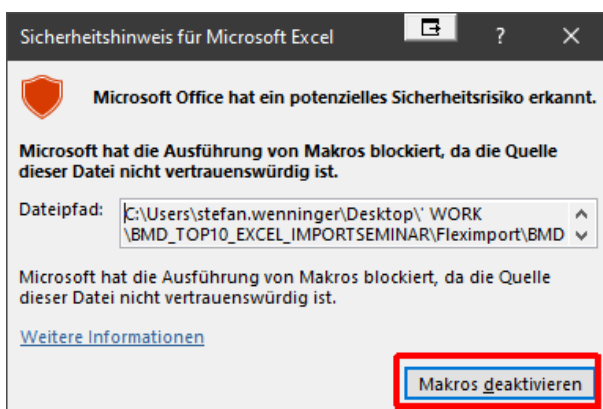 Sicherheitshinweis für Microsoft Excel
?
Microsoft Office hat ein potenzielles Sicherheitsrisiko erkannt.
Microsoft hat die Ausführung von Makros blockiert, da die Quelle
dieser Datei nicht vertrauenswürdig ist.
Dateipfad: C:\Users\stefan.wenninger\Desktop\' WORK
\BMD_TOP10_EXCEL_IMPORTSEMINAR\Fleximport\BMD
Microsoft hat die Ausführung von Makros blockiert, da die Quelle
dieser Datei nicht vertrauenswürdig ist.
Weitere Informationen
Makros deaktivieren